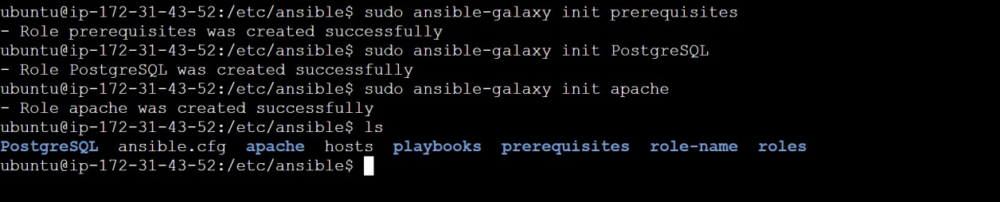 ubuntu@ip-172-31-43-52:/etc/ansible$ sudo ansible-galaxy init prerequisites
- Role prerequisites was created successfully
ubuntu@ip-172-31-43-52:/etc/ansible$ sudo ansible-galaxy init PostgreSQL
- Role PostgreSQL was created successfully
ubuntu@ip-172-31-43-52:/etc/ansible$ sudo ansible-galaxy init apache
- Role apache was created successfully
ubuntu@ip-172-31-43-52:/etc/ansible$ ls
PostgreSQL  ansible.cfg  apache  hosts  playbooks  prerequisites  role-name  roles
ubuntu@ip-172-31-43-52:/etc/ansible$